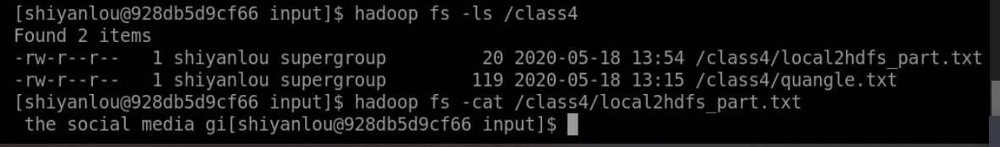 [shiyanlou@928db5d9cf66 input]$ hadoop fs -ls /class4
Found 2 items
-rw-r--r--   1 shiyanlou supergroup         20 2020-05-18 13:54 /class4/local2hdfs_part.txt
-rw-r--r--   1 shiyanlou supergroup        119 2020-05-18 13:15 /class4/quangle.txt
[shiyanlou@928db5d9cf66 input]$ hadoop fs -cat /class4/local2hdfs_part.txt
 the social media gi[shiyanlou@928db5d9cf66 input]$